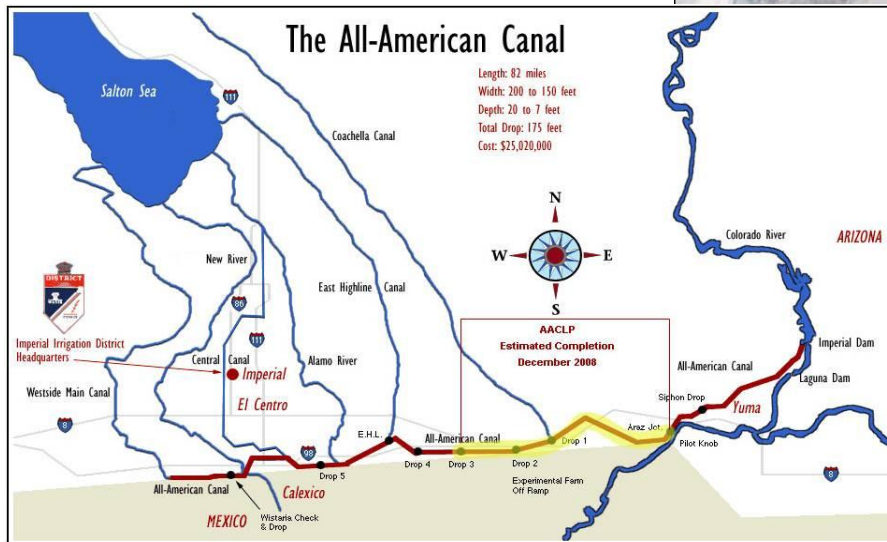 The All-American Canal
Length: 82 miles
Width: 200 to 150 feet
Depth: 20 to 7 feet
Total Drop: 175 feet
Cost: $25,020,000
Salton Sea
111
Coachella Canal
N
W
E
S
Colorado River
ARIZONA
New River
East Highline Canal
DISTRICT
86
AACLP
Estimated Completion
December 2008
Imperial Irrigation District
Headquarters
111
Central Canal
Alamo River
Imperial
Imperial Dam
All-American Canal
Laguna Dam
Westside Main Canal
El Centro
Siphon Drop
Yuma
8
E.H.L.
All-American Canal
Araz Jct.
Drop 1
Pilot Knob
98
Drop 4
Drop 3
Drop 2
Drop 5
8
All-American Canal
Calexico
Experimental Farm
Off Ramp
MEXICO
Wistaria Check
& Drop